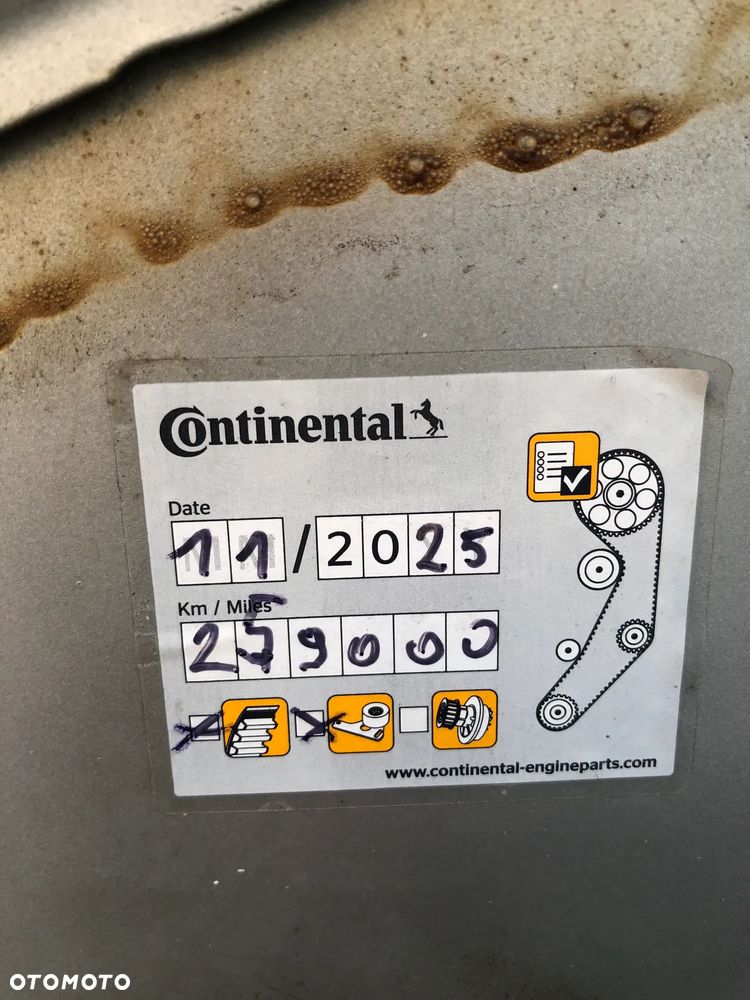 Continental
Date
11/2025
Km / Miles
259000
www.continental-engineparts.com
OTOMOTO